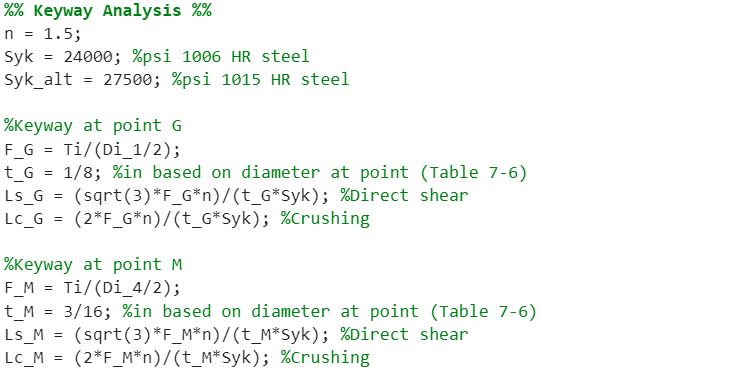 %% Keyway Analysis %%
n = 1.5;
Syk = 24000; %psi 1006 HR steel
Syk_alt = 27500; %psi 1015 HR steel
%Keyway at point G
F_G = Ti/(Di_1/2);
t_G = 1/8; %in based on diameter at point (Table 7-6)
Ls_G = (sqrt(3)*F_G*n)/(t_G*Syk); %Direct shear
Lc_G = (2*F_G*n)/(t_G*Syk); %Crushing
%Keyway at point M
F_M = Ti/(Di_4/2);
t_M = 3/16; %in based on diameter at point (Table 7-6)
Ls_M = (sqrt(3)*F_M*n)/(t_M*Syk); %Direct shear
Lc_M = (2*F_M*n)/(t_M*Syk); %Crushing